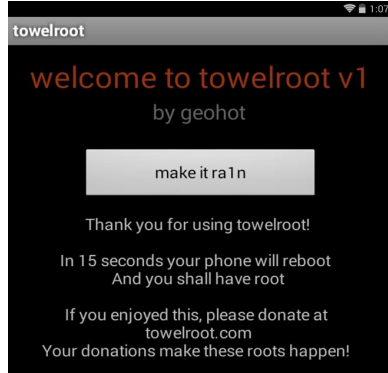 1:07
towelroot
welcome to towelroot v1
by geohot
make it ra1n
Thank you for using towelroot!
In 15 seconds your phone will reboot
And you shall have root
If you enjoyed this, please donate at
towelroot.com
Your donations make these roots happen!